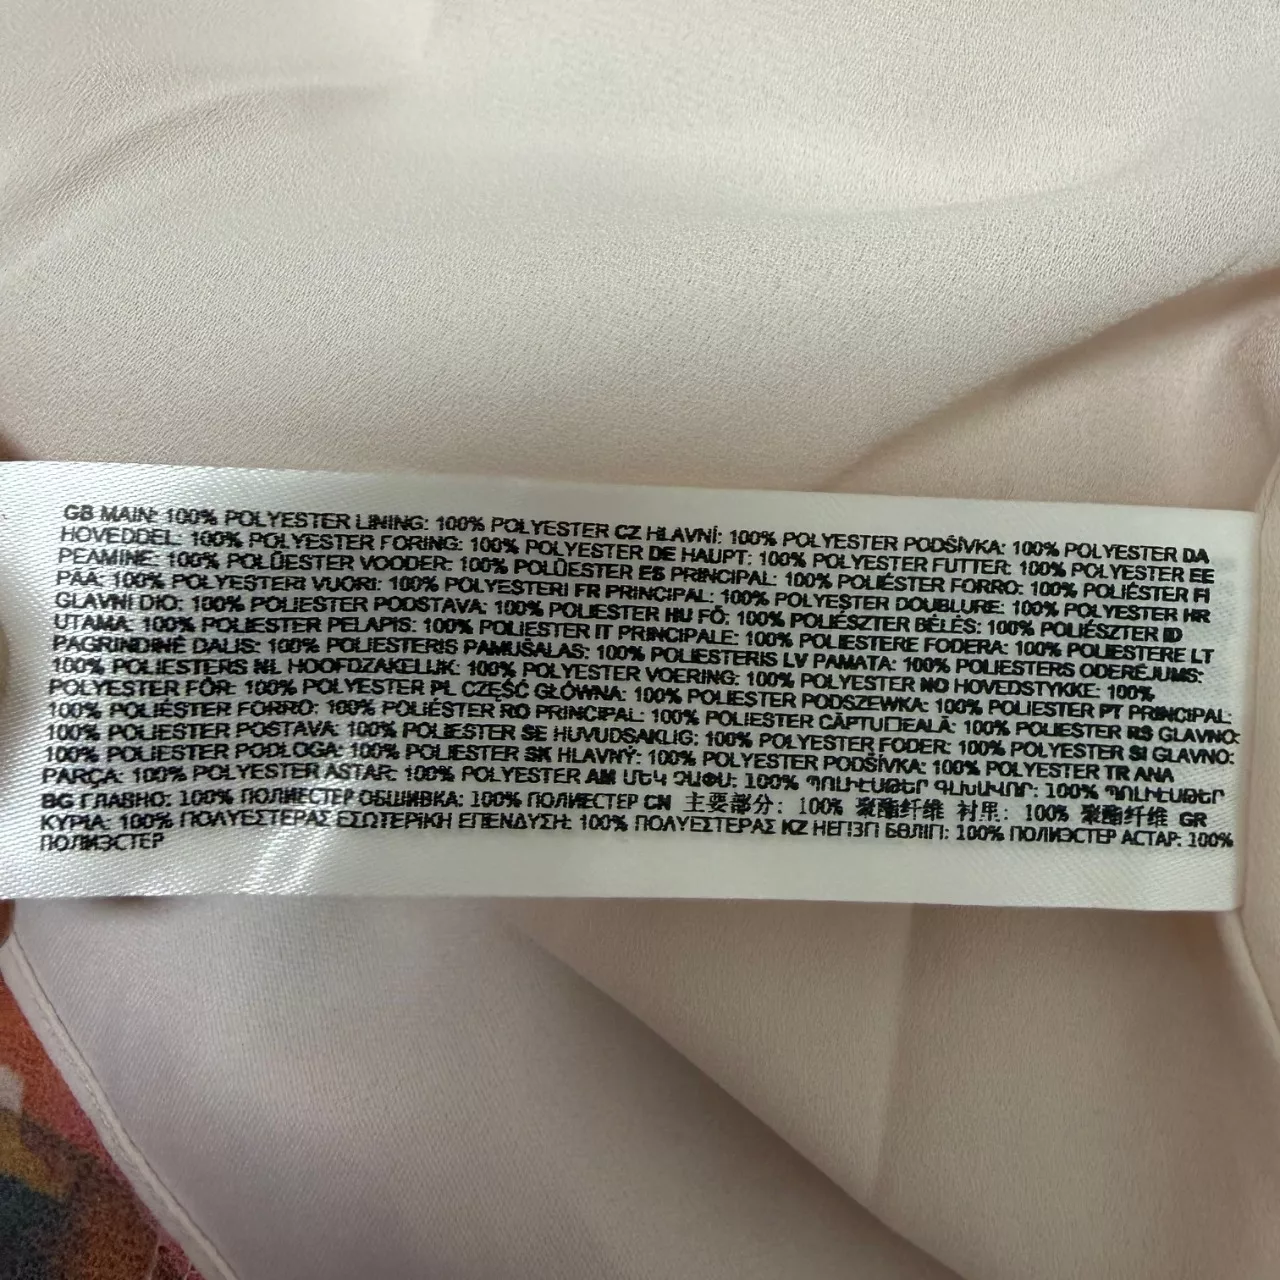 GB MAIN: 100% POLYESTER LINING: 100% POLYESTER CZ HLAVNÍ: 100% POLYESTER PODŠÍVKA: 100% POLYESTER DA
HOVEDDEL: 100% POLYESTER FORING: 100% POLYESTER DE HAUPT: 100% POLYESTER FUTTER: 100% POLYESTER EE
PEAMINE: 100% POLÜESTER VOODER: 100% POLÜESTER ES PRINCIPAL: 100% POLIÉSTER FORRO: 100% POLIÉSTER FI
PÄÄ: 100% POLYESTERI VUORI: 100% POLYESTERI FR PRINCIPAL: 100% POLYESTER DOUBLURE: 100% POLYESTER HR
GLAVNI DIO: 100% POLIESTER PODSTAVA: 100% POLIESTER HU FŐ: 100% POLIÉSZTER BÉLÉS: 100% POLIÉSZTER ID
UTAMA: 100% POLIESTER PELAPIS: 100% POLIESTER IT PRINCIPALE: 100% POLIESTERE FODERA: 100% POLIESTERE LT
PAGRINDINĖ DALIS: 100% POLIESTERIS PAMUŠALAS: 100% POLIESTERIS LV PAMATA: 100% POLIESTERS ODERĒJUMS:
100% POLIESTERS NL HOOFDZAKELIJK: 100% POLYESTER VOERING: 100% POLYESTER NO HOVEDSTYKKE: 100%
POLYESTER FÔR: 100% POLYESTER PL CZĘŚĆ GŁÓWNA: 100% POLIESTER PODSZEWKA: 100% POLIESTER PT PRINCIPAL:
100% POLIÉSTER FORRO: 100% POLIÉSTER RO PRINCIPAL: 100% POLIESTER CĂPTU□EALĂ: 100% POLIESTER RS GLAVNO:
100% POLIESTER POSTAVA: 100% POLIESTER SE HUVUDSAKLIG: 100% POLYESTER FODER: 100% POLYESTER SI GLAVNO:
100% POLIESTER PODLOGA: 100% POLIESTER SK HLAVNÝ: 100% POLYESTER PODŠÍVKA: 100% POLYESTER TR ANA
PARÇA: 100% POLYESTER ASTAR: 100% POLYESTER AM ՄԵԿ ՉԱՓՍ: 100% ՊՈԼԻԷՍԹԵՐ ԳԼԽԱՎՈՐ: 100% ՊՈԼԻԷՍԹԵՐ
BG ГЛАВНО: 100% ПОЛИЕСТЕР ОБШИВКА: 100% ПОЛИЕСТЕР CN 主要部分: 100% 聚酯纤维 衬里: 100% 聚酯纤维 GR
ΚΥΡΙΑ: 100% ΠΟΛΥΕΣΤΕΡΑΣ ΕΣΩΤΕΡΙΚΗ ΕΠΕΝΔΥΣΗ: 100% ΠΟΛΥΕΣΤΕΡΑΣ KZ НЕГІЗГІ БӨЛІГІ: 100% ПОЛИЭСТЕР АСТАР: 100%
ПОЛИЭСТЕР